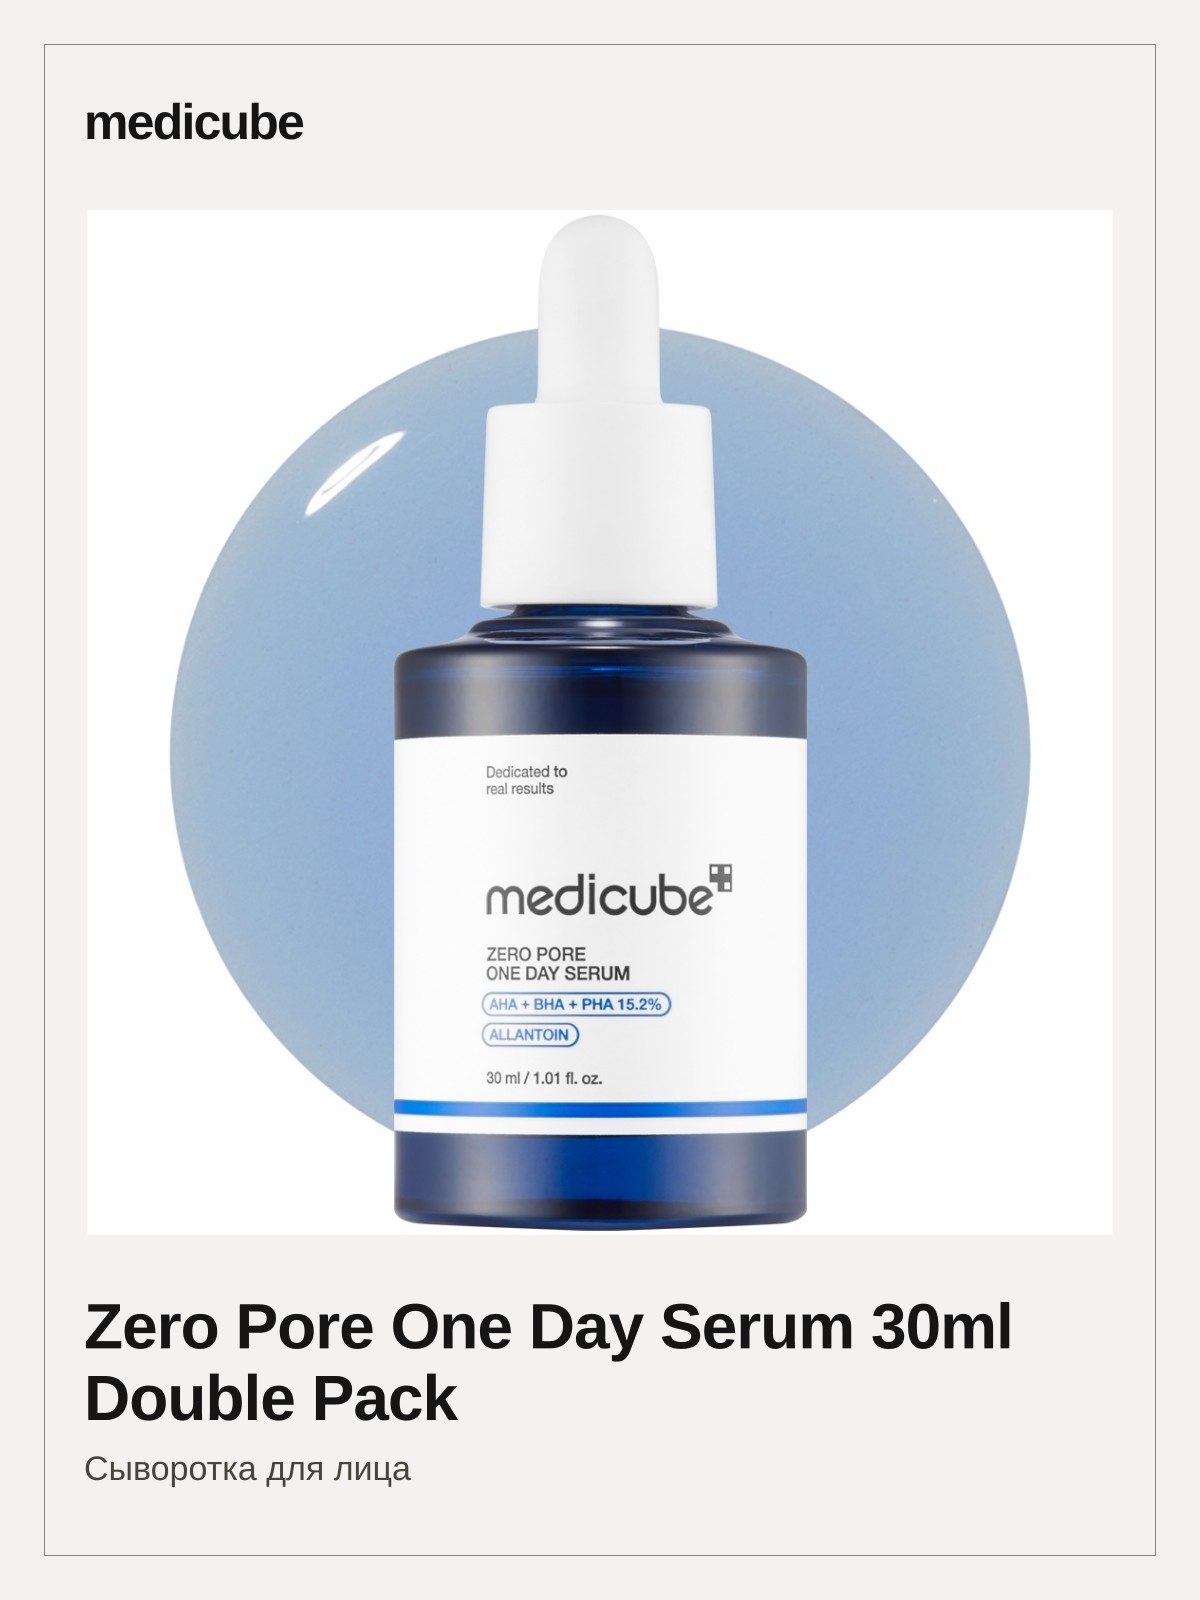 medicube
Dedicated to
real results
medicube
ZERO PORE
ONE DAY SERUM
AHA + BHA + PHA 15.2%
ALLANTOIN
30 ml / 1.01 fl. oz.
Zero Pore One Day Serum 30ml
Double Pack
Сыворотка для лица